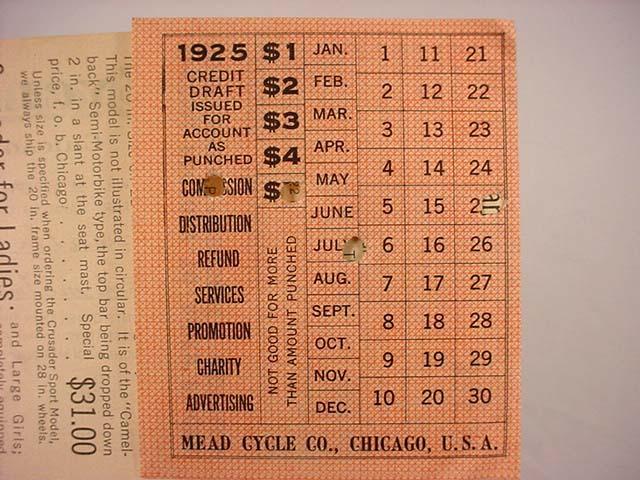 1925
CREDIT
DRAFT
ISSUED
FOR
ACCOUNT
AS
PUNCHED
DISTRIBUTION
REFUND
SERVICES
PROMOTION
CHARITY
ADVERTISING
$1
$2
$3
$4
NOT GOOD FOR MORE
THAN AMOUNT PUNCHED
JAN.
FEB.
MAR.
APR.
MAY
JUNE
AUG.
SEPT.
OCT.
NOV.
DEC.
1 11 21
2 12 22
3 13 23
4 14 24
5 15
6 16 26
7 17 27
8 18 28
9 19 29
10 20 30
MEAD CYCLE CO., CHICAGO, U.S.A.
This model is not illustrated in circular. It is of the "Camel-
back" Semi-Motorbike type, the top bar being dropped down
2 in. in a slant at the seat mast. Special
price, f. o. b. Chicago . . . . . . . $31.00
Unless size is specified when ordering the Crusader Sport Model,
we always ship the 20 in. frame size mounted on 28 in. wheels.
for Ladies; and Large Girls;